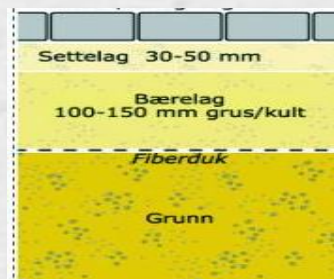 Settelag 30-50 mm
Bærelag
100-150 mm grus/kult
Fiberduk
Grunn